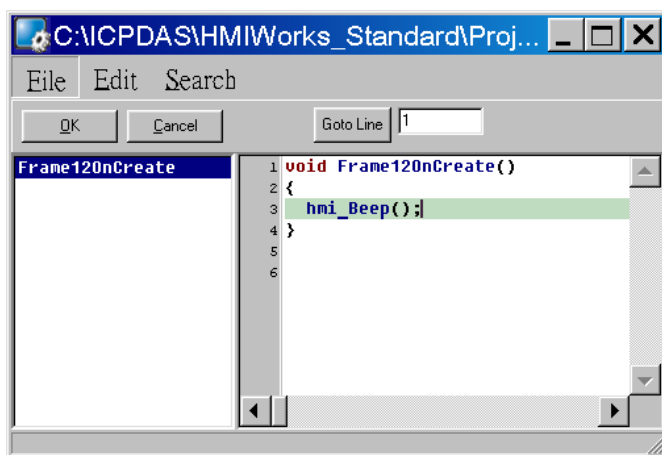 C:\ICPDAS\HMIWorks_Standard\Proj...
File Edit Search
OK Cancel Goto Line 1
Frame12OnCreate
1 void Frame12OnCreate()
2 {
3 hmi_Beep();
4 }
5
6